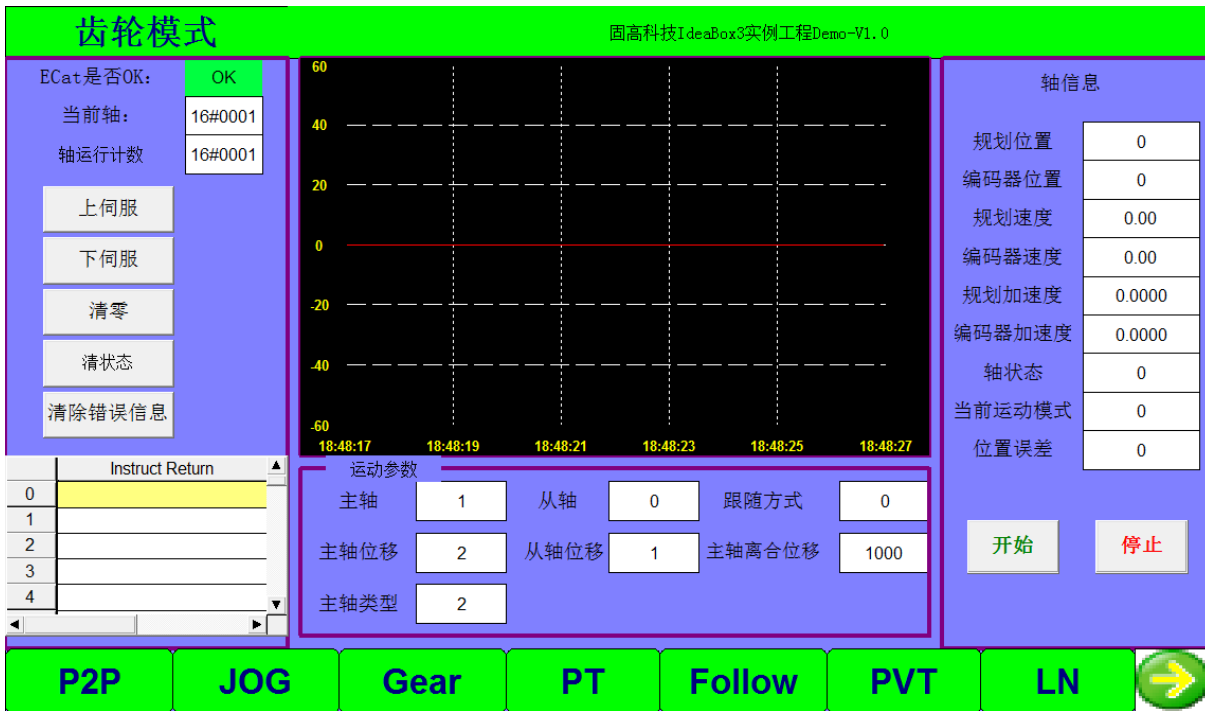 齿轮模式
固高科技IdeaBox3实例工程Demo-V1.0
ECat是否OK: OK
当前轴: 16#0001
轴运行计数 16#0001
上伺服
下伺服
清零
清状态
清除错误信息
Instruct Return
0
1
2
3
4
60
40
20
0
-20
-40
-60
18:48:17 18:48:19 18:48:21 18:48:23 18:48:25 18:48:27
运动参数
主轴 1 从轴 0 跟随方式 0
主轴位移 2 从轴位移 1 主轴离合位移 1000
主轴类型 2
轴信息
规划位置 0
编码器位置 0
规划速度 0.00
编码器速度 0.00
规划加速度 0.0000
编码器加速度 0.0000
轴状态 0
当前运动模式 0
位置误差 0
开始 停止
P2P JOG Gear PT Follow PVT LN